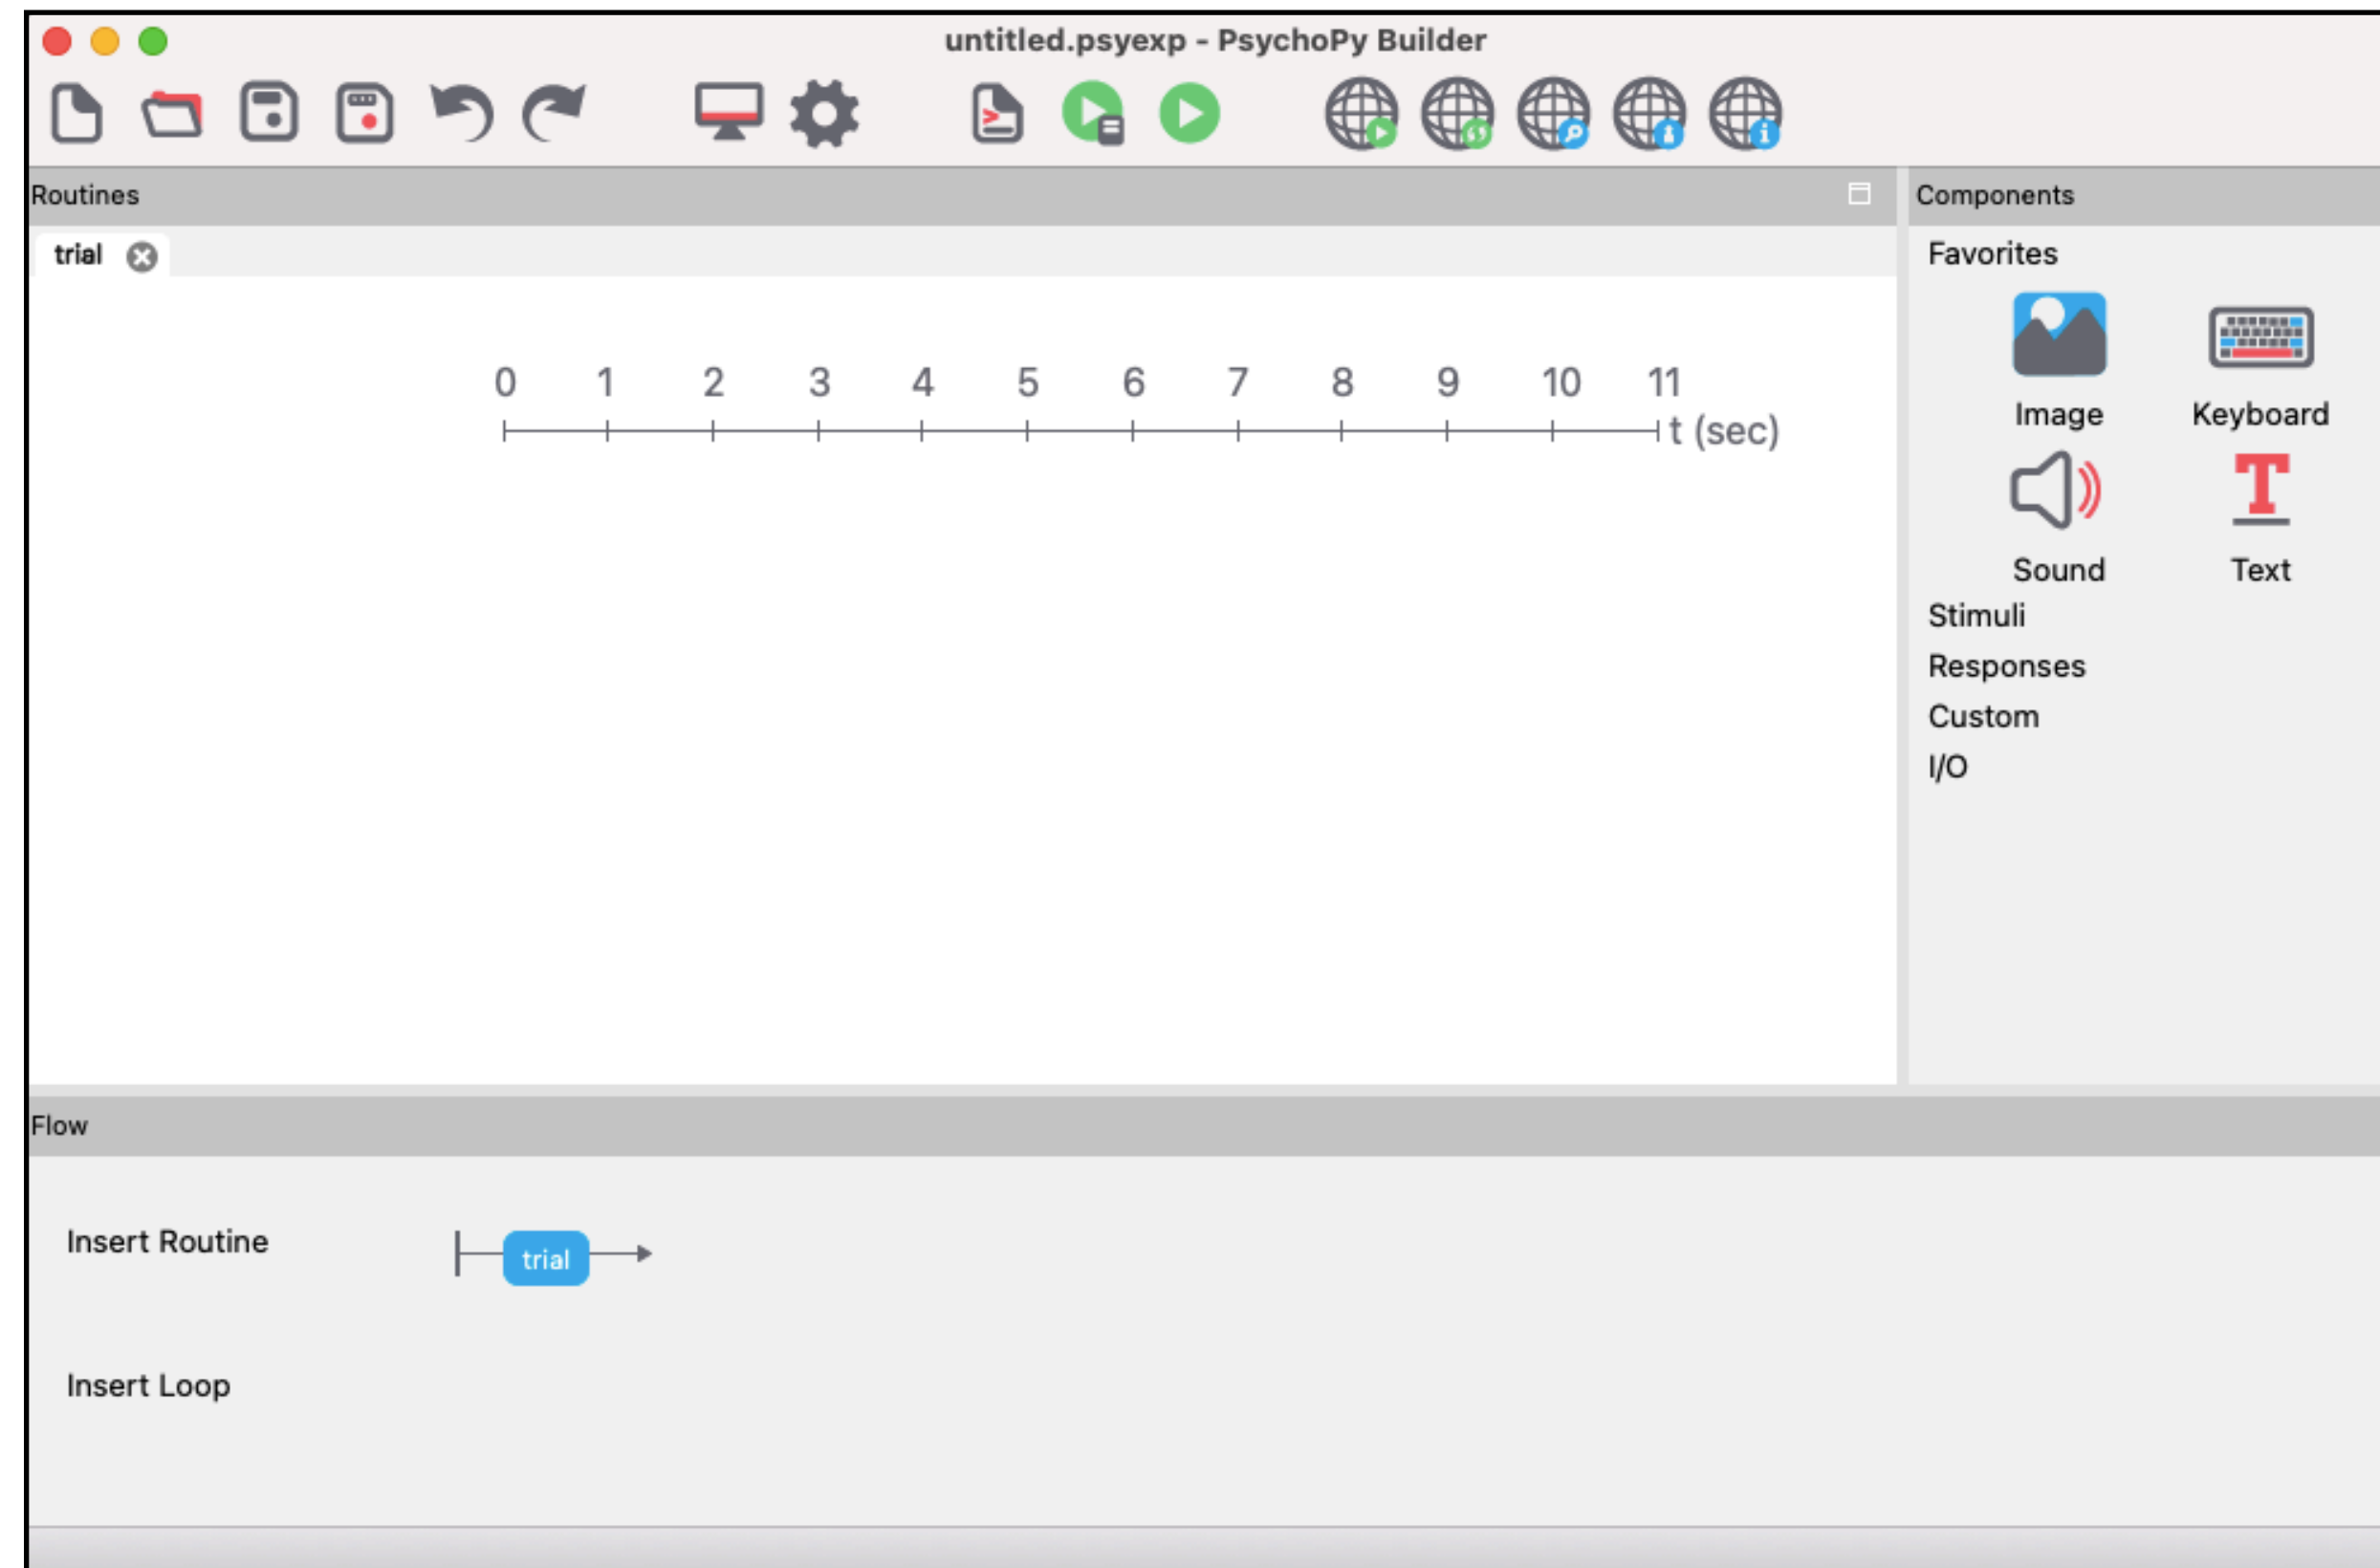 untitled.psyexp - PsychoPy Builder
Routines
Components
trial
Favorites
0 1 2 3 4 5 6 7 8 9 10 11
t (sec)
Image Keyboard
Sound Text
Stimuli
Responses
Custom
I/O
Flow
Insert Routine
trial
Insert Loop